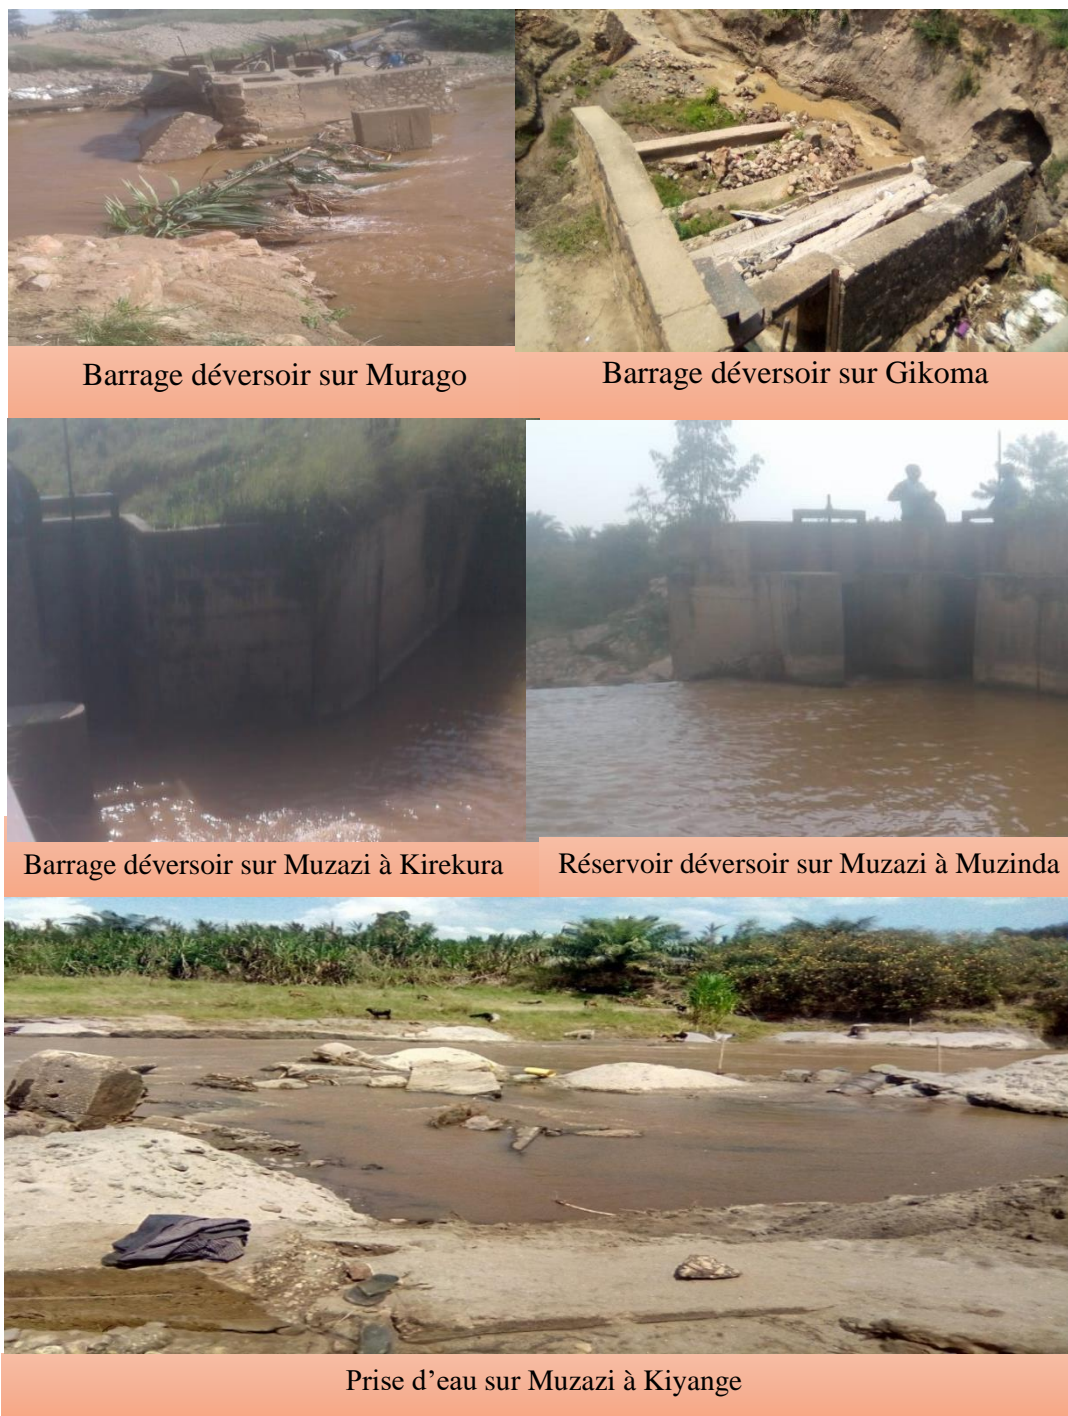 Barrage déversoir sur Murago
Barrage déversoir sur Gikoma
Barrage déversoir sur Muzazi à Kirekura
Réservoir déversoir sur Muzazi à Muzinda
Prise d'eau sur Muzazi à Kiyange